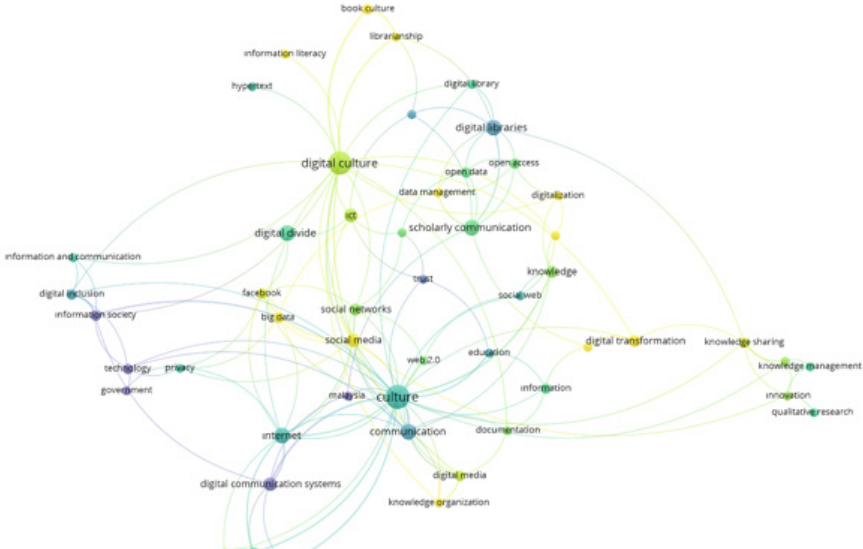 book culture
librarianship
information literacy
hypertext
digital library
digital libraries
digital culture
open access
open data
data management
digitalization
ict
scholarly communication
digital divide
information and communication
knowledge
trust
digital inclusion
facebook
social web
information society
social networks
big data
social media
digital transformation
knowledge sharing
education
web 2.0
technology
privacy
knowledge management
government
information
malaysia
culture
innovation
qualitative research
communication
documentation
internet
digital media
digital communication systems
knowledge organization